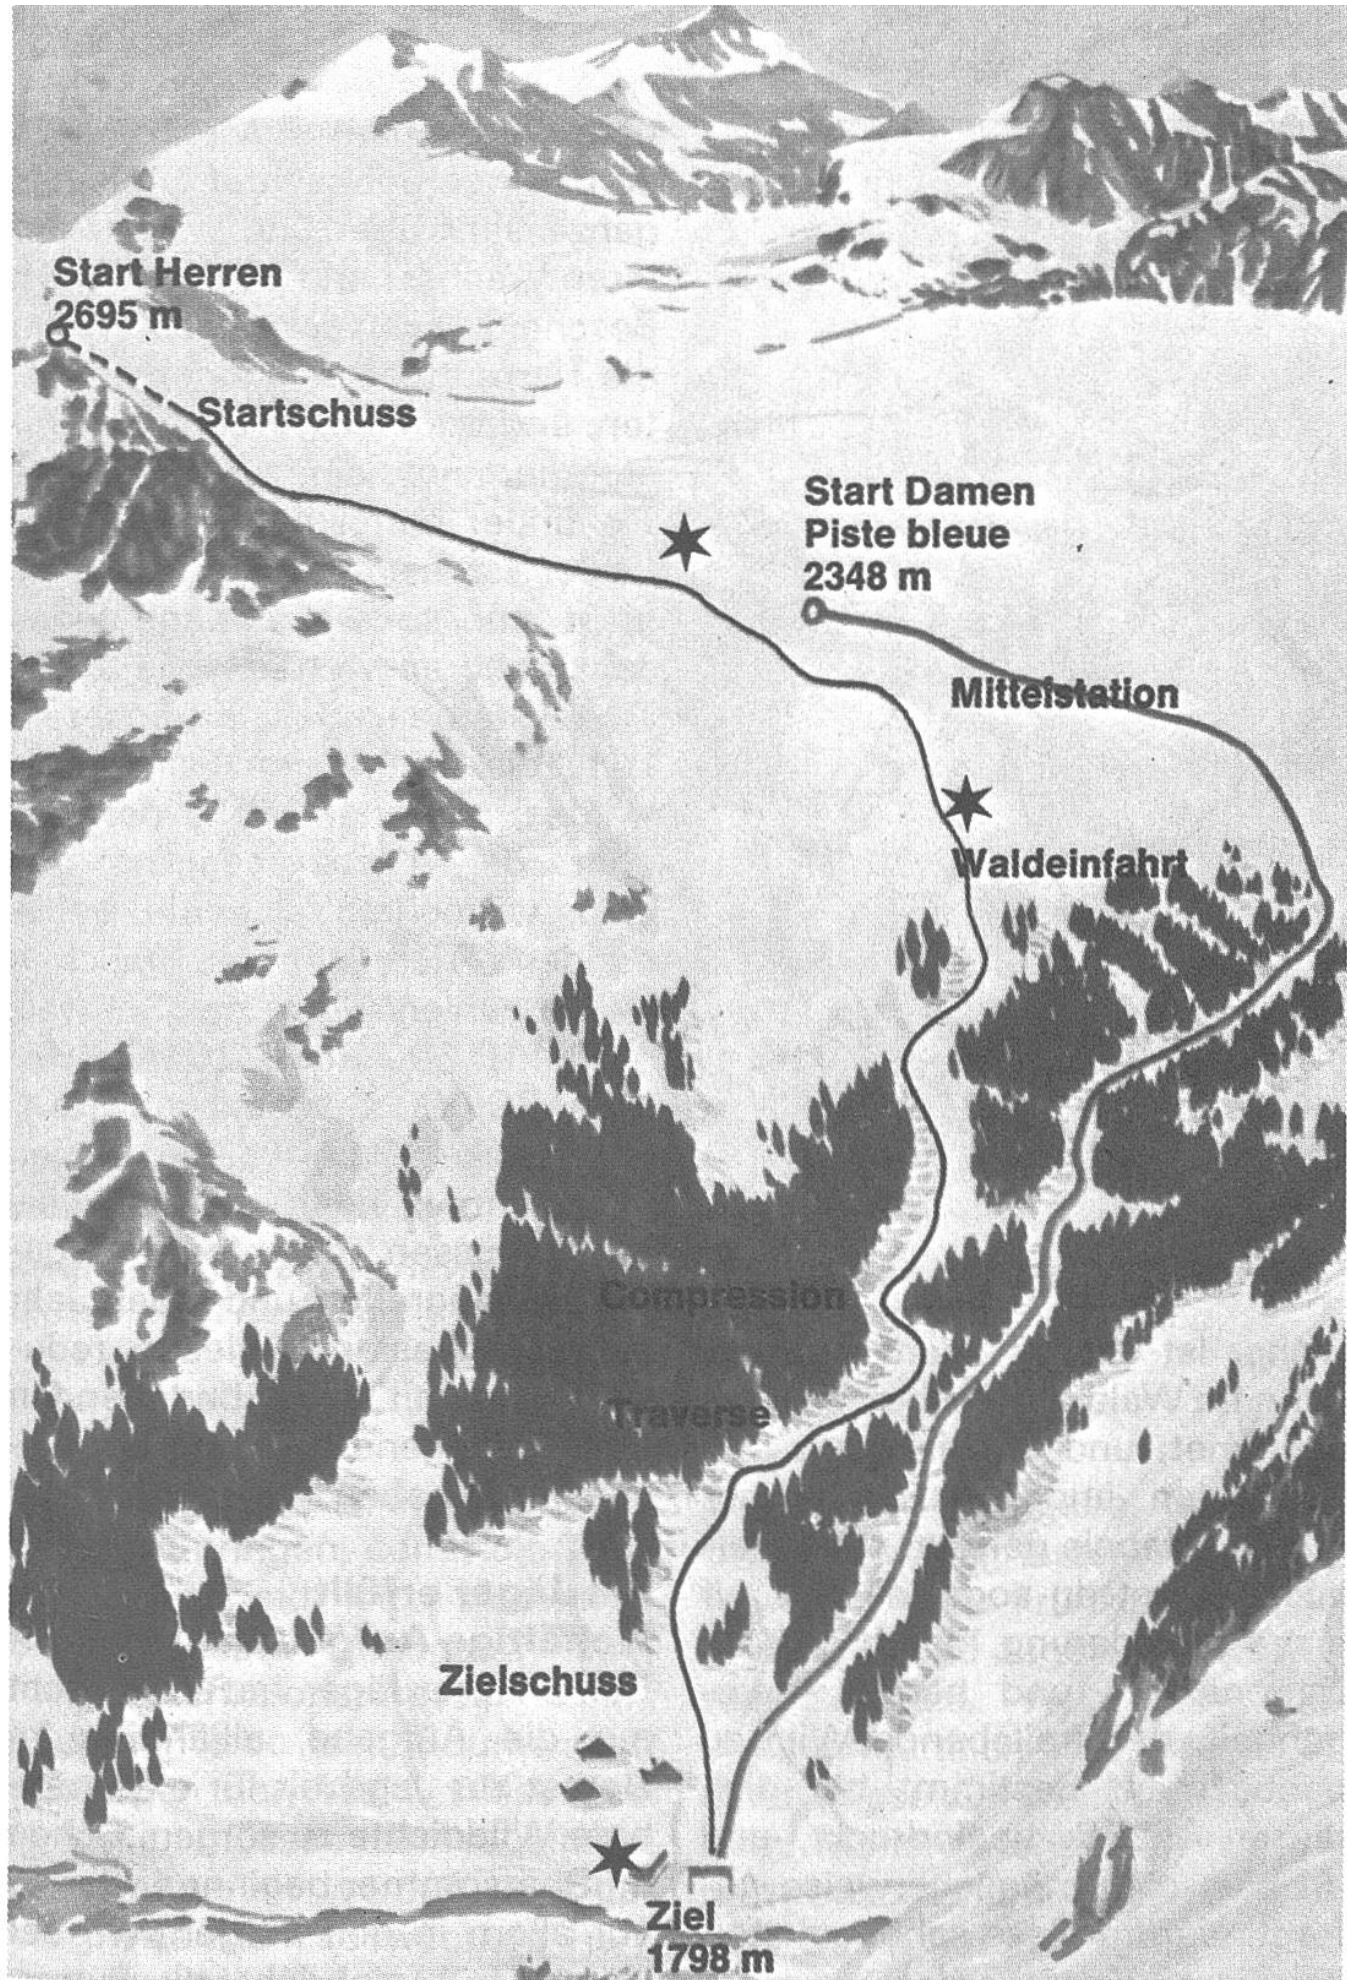 Start Herren
2695 m
Startschuss
Start Damen
Piste bleue
2348 m
Mittelstation
Waldeinfahrt
Compression
Traverse
Zielschuss
Ziel
1798 m